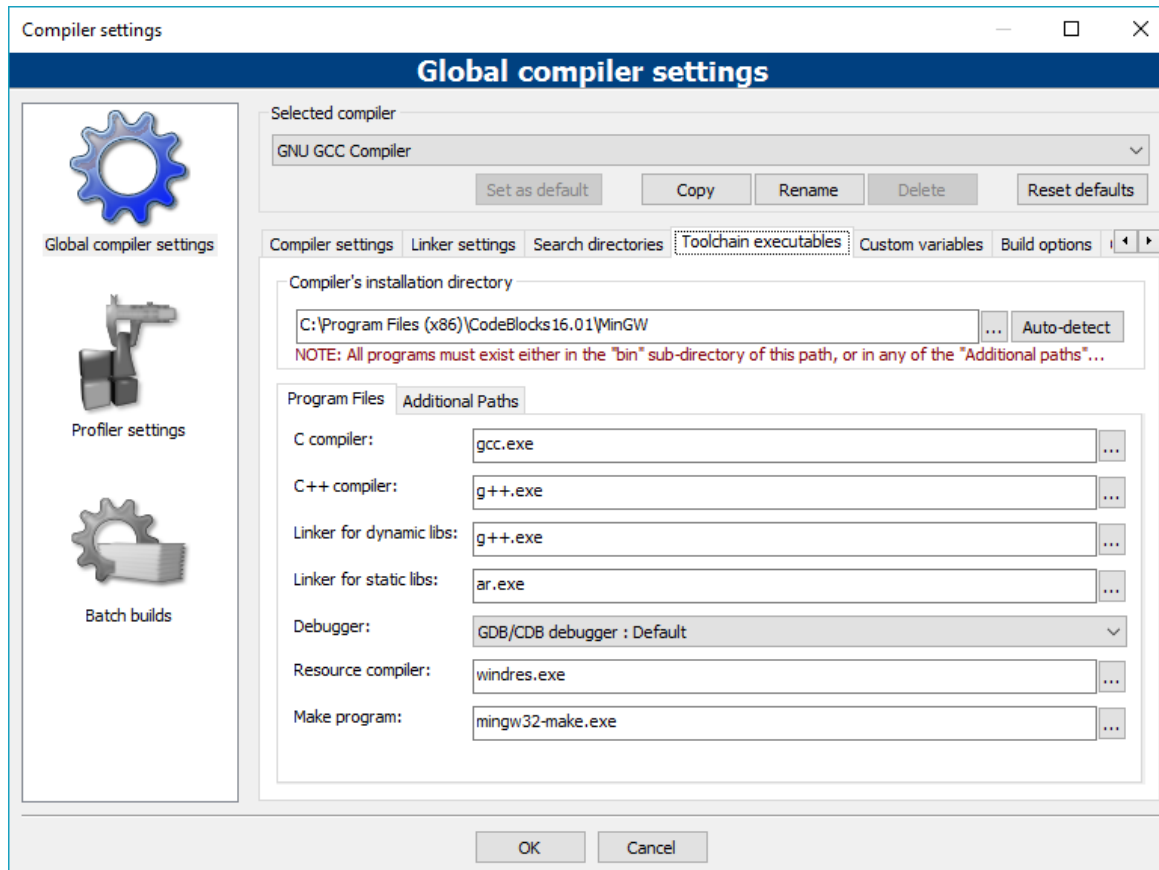 Compiler settings
Global compiler settings
Global compiler settings
Profiler settings
Batch builds
Selected compiler
GNU GCC Compiler
Set as default Copy Rename Delete Reset defaults
Compiler settings Linker settings Search directories Toolchain executables Custom variables Build options
Compiler's installation directory
C:\Program Files (x86)\CodeBlocks16.01\MinGW ... Auto-detect
NOTE: All programs must exist either in the "bin" sub-directory of this path, or in any of the "Additional paths"...
Program Files Additional Paths
C compiler: gcc.exe ...
C++ compiler: g++.exe ...
Linker for dynamic libs: g++.exe ...
Linker for static libs: ar.exe ...
Debugger: GDB/CDB debugger : Default
Resource compiler: windres.exe ...
Make program: mingw32-make.exe ...
OK Cancel